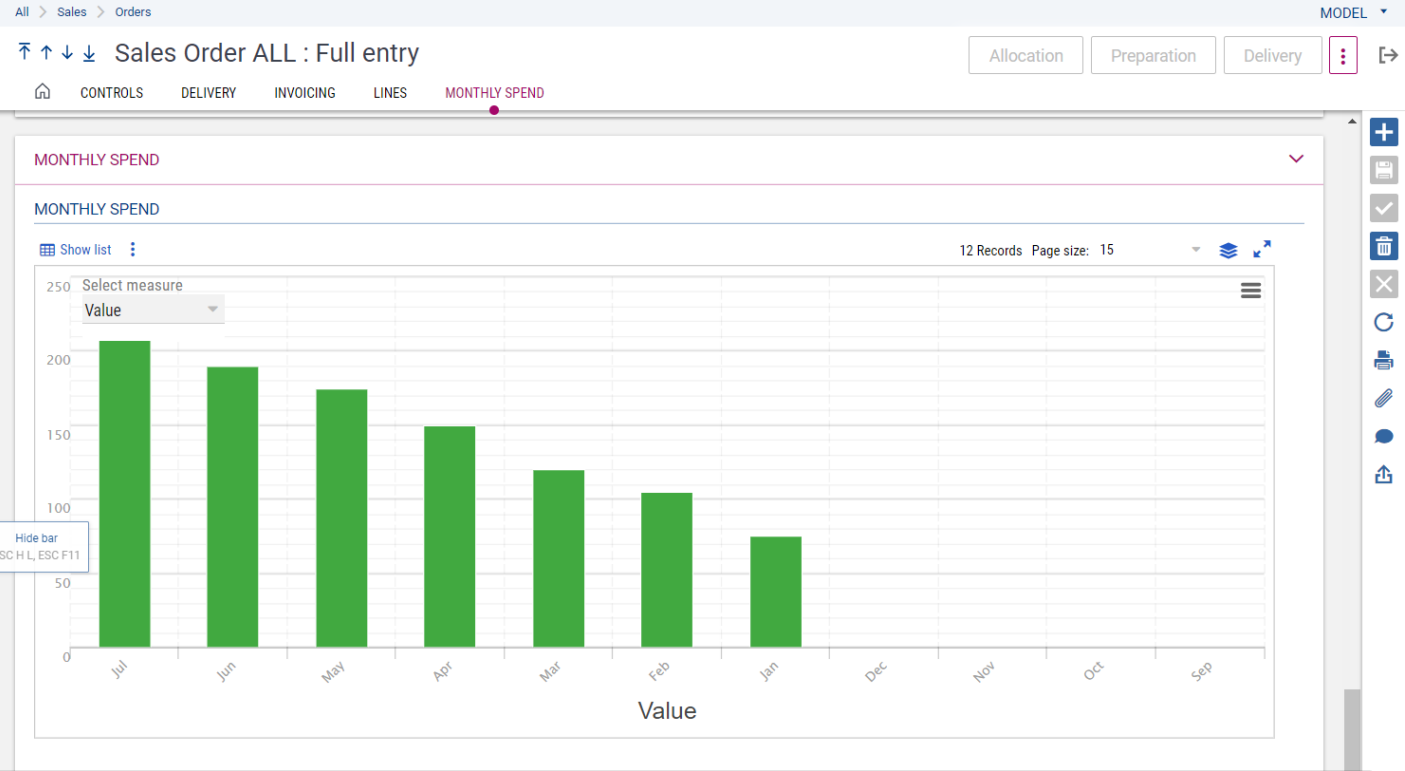 All Sales Orders
MODEL
Sales Order ALL : Full entry
Allocation
Preparation
Delivery
CONTROLS
DELIVERY
INVOICING
LINES
MONTHLY SPEND
MONTHLY SPEND
MONTHLY SPEND
Show list
12 Records Page size: 15
Select measure
Value
250
200
150
100
50
0
Hide bar
SC H L, ESC F11
Jul
Jun
May
Apr
Mar
Feb
Jan
Dec
Nov
Oct
Sep
Value